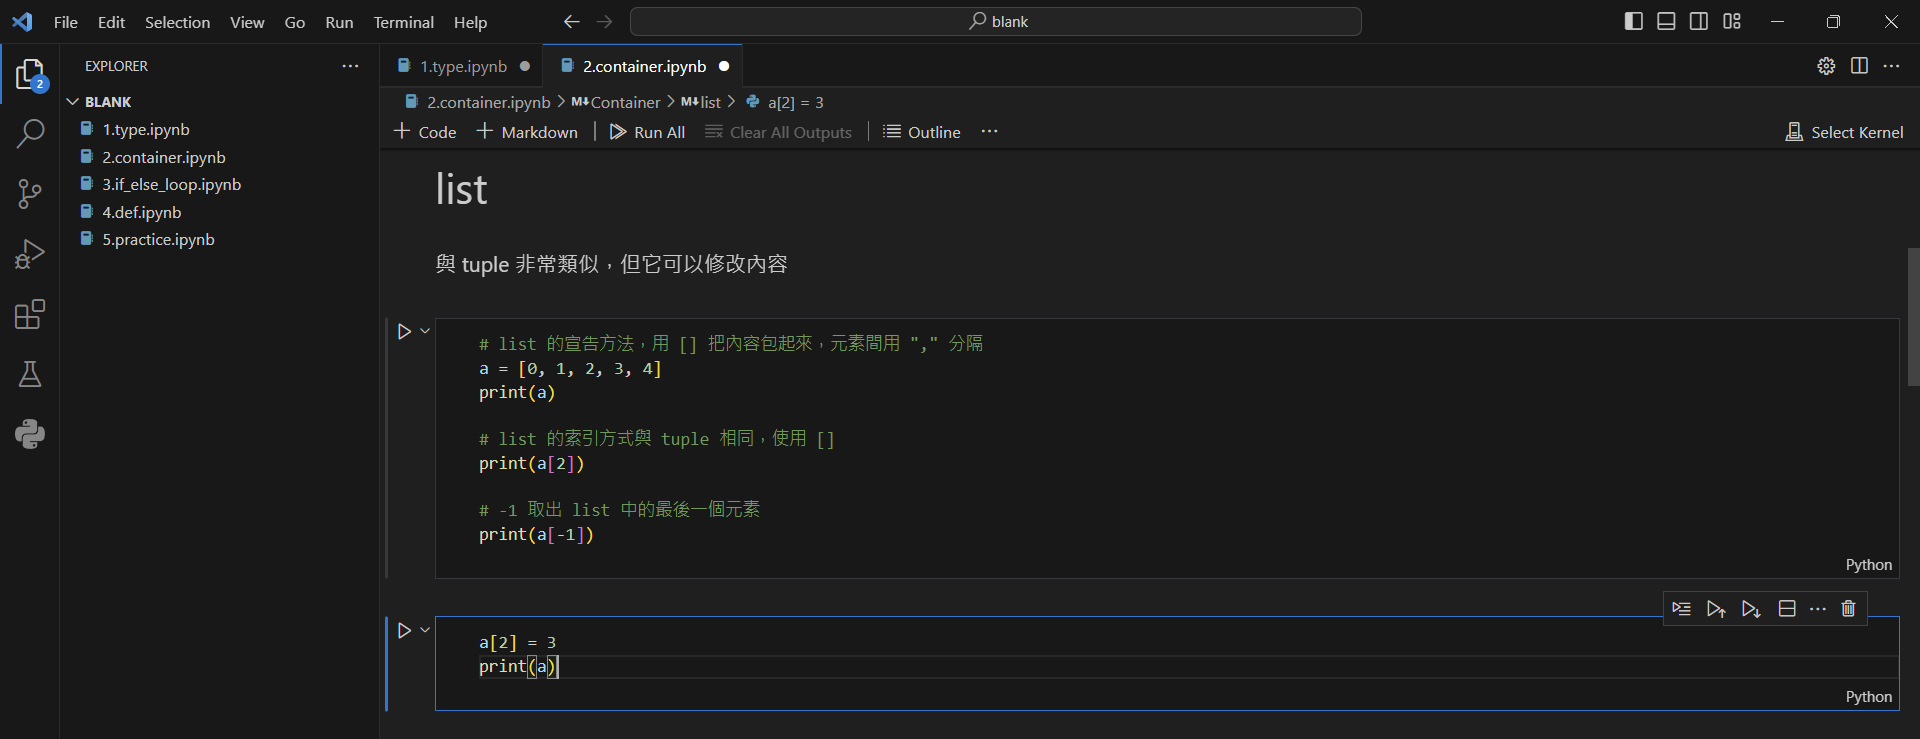 File Edit Selection View Go Run Terminal Help
blank
EXPLORER
2
BLANK
1.type.ipynb
2.container.ipynb
3.if_else_loop.ipynb
4.def.ipynb
5.practice.ipynb
1.type.ipynb 2.container.ipynb
2.container.ipynb > M↓Container > M↓list > a[2] = 3
+ Code + Markdown Run All Clear All Outputs Outline Select Kernel
list
與 tuple 非常類似，但它可以修改內容
# list 的宣告方法，用 [] 把內容包起來，元素間用 "," 分隔
a = [0, 1, 2, 3, 4]
print(a)
# list 的索引方式與 tuple 相同，使用 []
print(a[2])
# -1 取出 list 中的最後一個元素
print(a[-1])
Python
a[2] = 3
print(a)
Python